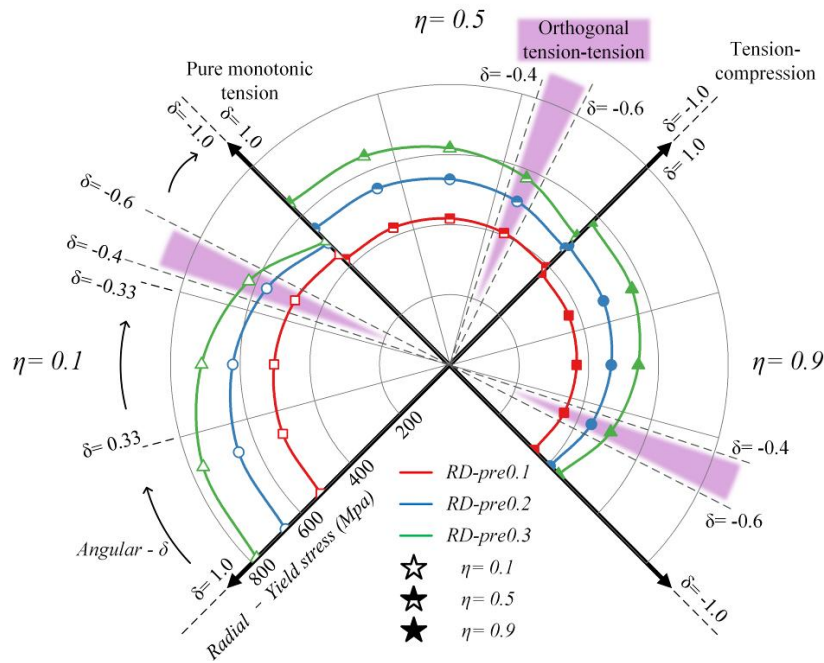 η= 0.5
Orthogonal
tension-tension
Tension-
compression
Pure monotonic
tension
δ= -0.4
δ= -0.6
δ= 1.0
δ= -1.0
δ= -1.0
δ= 1.0
δ= -0.6
δ= -0.4
δ= -0.33
η= 0.1
η= 0.9
δ= 0.33
δ= -0.4
δ= -0.6
200
400
600
800
Angular - δ
δ= 1.0
Radial - Yield stress (Mpa)
δ= -1.0
RD-pre0.1
RD-pre0.2
RD-pre0.3
η= 0.1
η= 0.5
η= 0.9